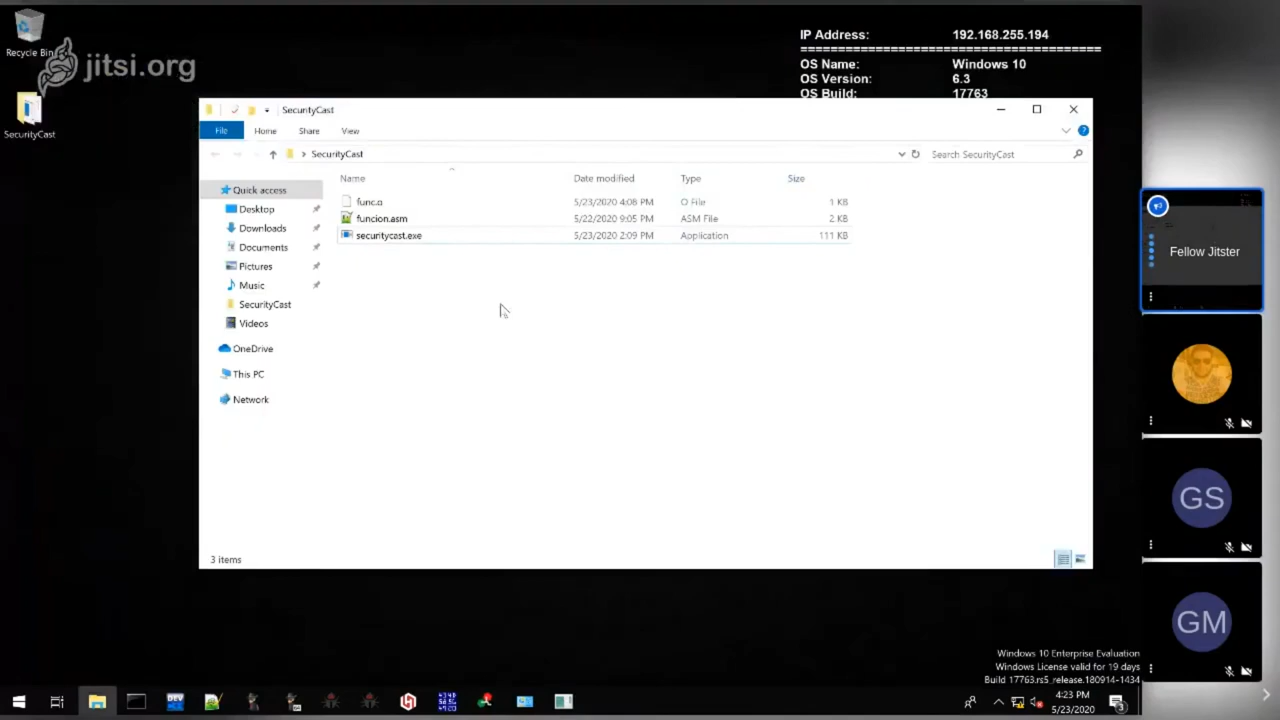 Recycle Bin
jitsi.org
SecurityCast
IP Address: 192.168.255.194
==================================
OS Name: Windows 10
OS Version: 6.3
OS Build: 17763
SecurityCast
File Home Share View
SecurityCast
Search SecurityCast
Name Date modified Type Size
func.o 5/23/2020 4:08 PM O File 1 KB
funcion.asm 5/22/2020 9:05 PM ASM File 2 KB
securitycast.exe 5/23/2020 2:09 PM Application 111 KB
Quick access
Desktop
Downloads
Documents
Pictures
Music
SecurityCast
Videos
OneDrive
This PC
Network
3 items
Fellow Jitster
GS
GM
Windows 10 Enterprise Evaluation
Windows License valid for 19 days
Build 17763.rs5_release.180914-1434
DEV
4:23 PM
5/23/2020
3